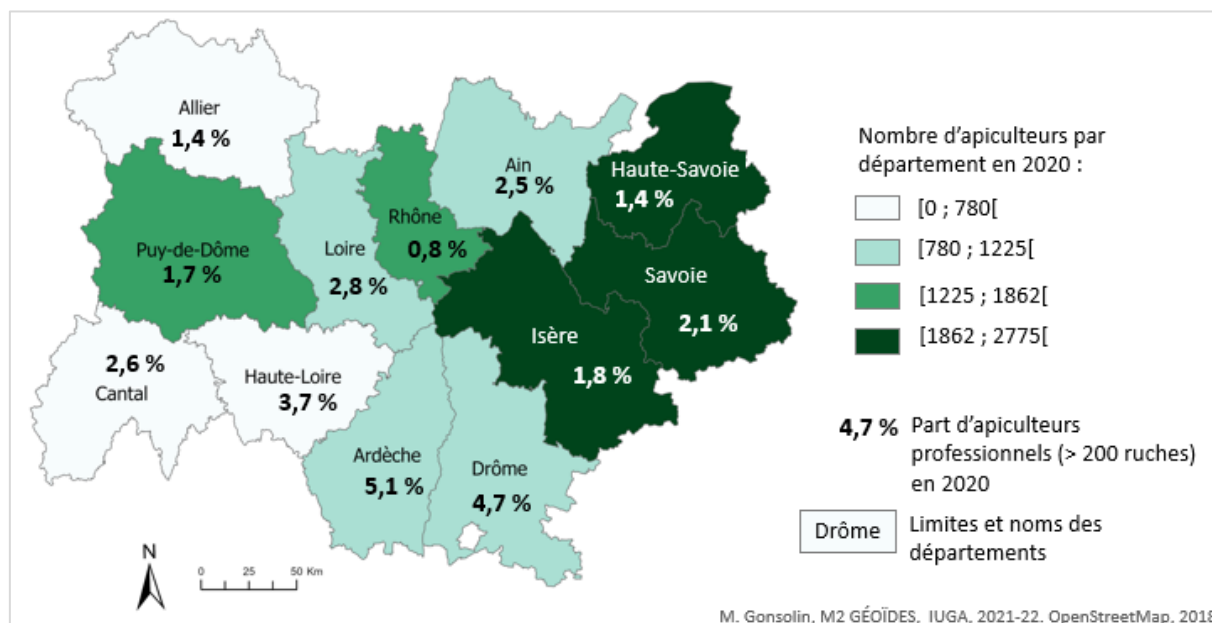 Allier
1,4 %
Puy-de-Dôme
1,7 %
Loire
2,8 %
Rhône
0,8 %
Ain
2,5 %
Haute-Savoie
1,4 %
Savoie
2,1 %
Isère
1,8 %
2,6 %
Cantal
Haute-Loire
3,7 %
Ardèche
5,1 %
Drôme
4,7 %
N
0
25
50 Km
Nombre d'apiculteurs par
département en 2020 :
[0 ; 780[
[780 ; 1225[
[1225 ; 1862[
[1862 ; 2775[
4,7 % Part d'apiculteurs
professionnels (> 200 ruches)
en 2020
Drôme Limites et noms des
départements
M. Gonsolin, M2 GÉOÏDES, IUGA, 2021-22. OpenStreetMap, 2018